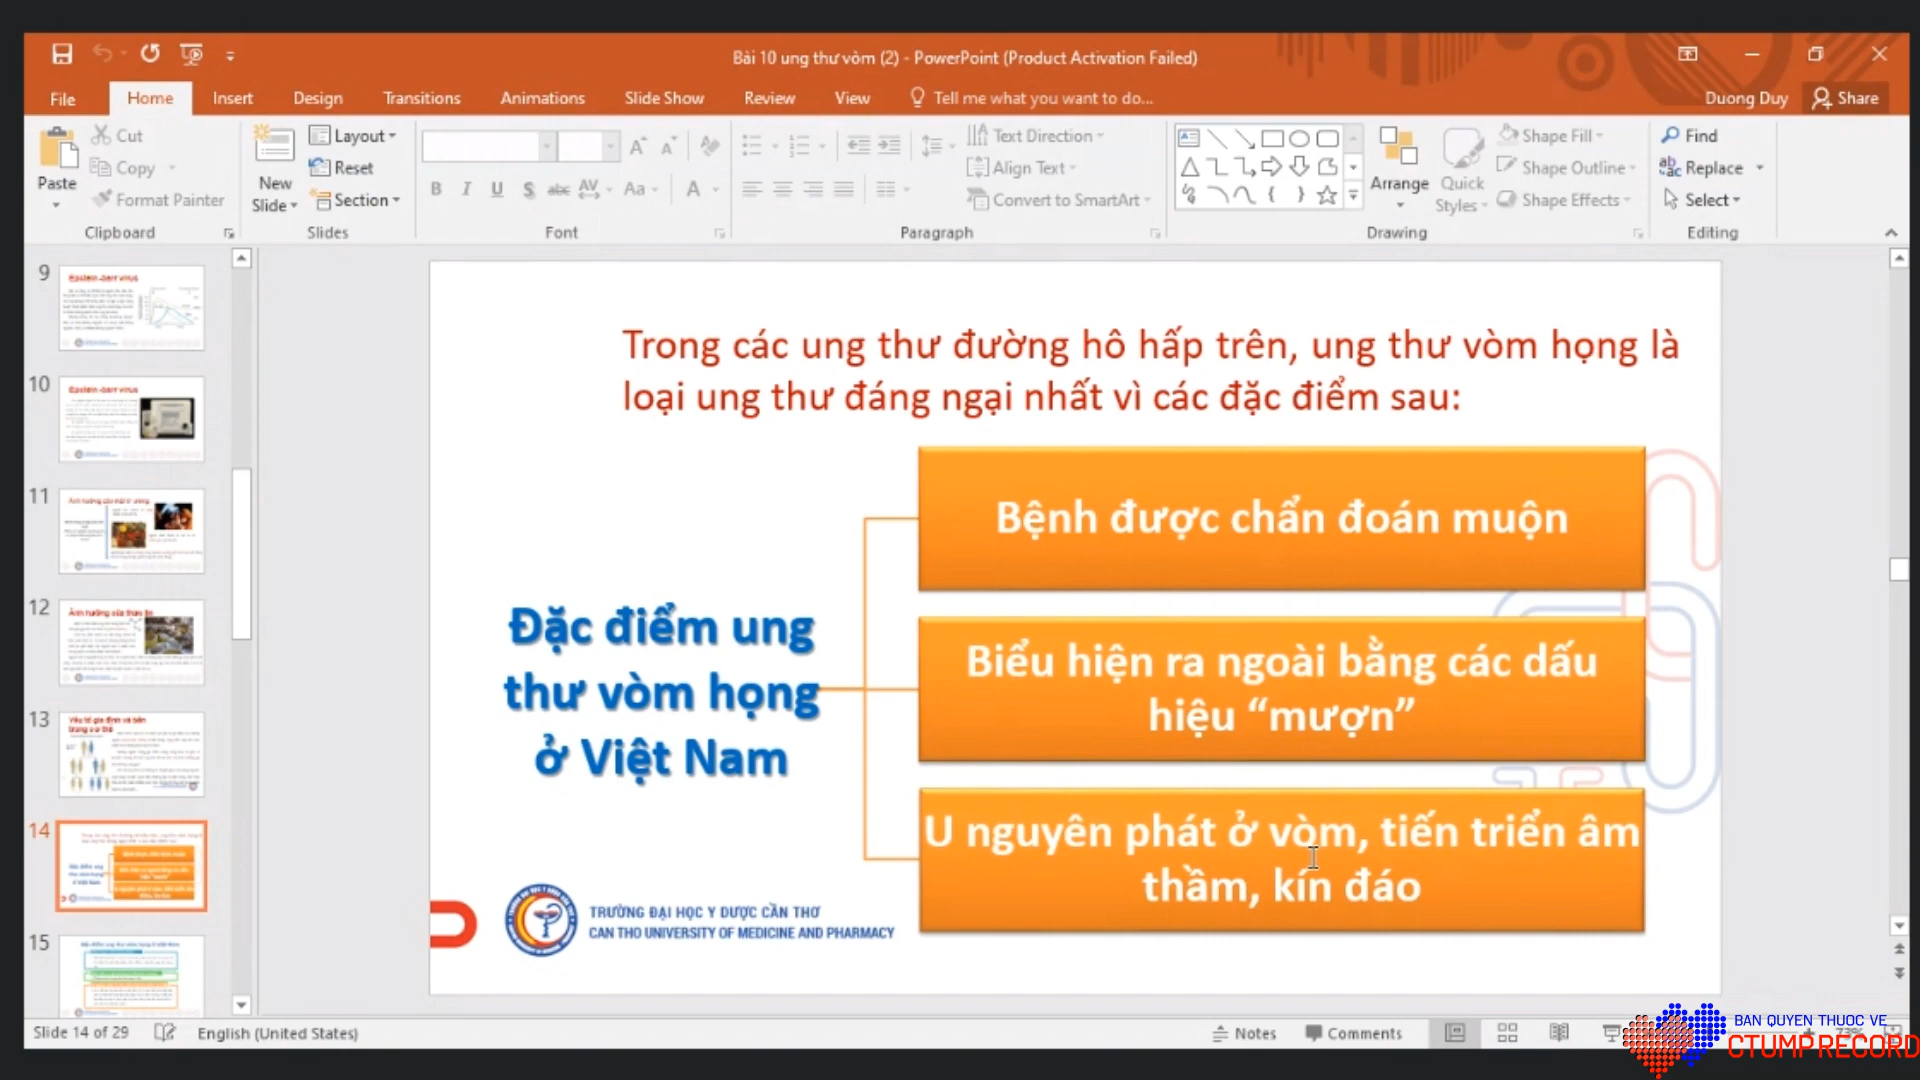 Bài 10 ung thư vòm (2) - PowerPoint (Product Activation Failed)
File Home Insert Design Transitions Animations Slide Show Review View Tell me what you want to do... Duong Duy Share
Paste
Cut
Copy
Format Painter
Clipboard
New Slide
Layout
Reset
Section
Slides
Font
Text Direction
Align Text
Convert to SmartArt
Paragraph
Arrange
Quick Styles
Shape Fill
Shape Outline
Shape Effects
Drawing
Find
Replace
Select
Editing
9
Epstein -barr virus
10
Epstein -barr virus
11
12
13
14
15
Trong các ung thư đường hô hấp trên, ung thư vòm họng là
loại ung thư đáng ngại nhất vì các đặc điểm sau:
Đặc điểm ung
thư vòm họng
ở Việt Nam
Bệnh được chẩn đoán muộn
Biểu hiện ra ngoài bằng các dấu
hiệu “mượn”
U nguyên phát ở vòm, tiến triển âm
thầm, kín đáo
TRƯỜNG ĐẠI HỌC Y DƯỢC CẦN THƠ
CAN THO UNIVERSITY OF MEDICINE AND PHARMACY
Slide 14 of 29 English (United States) Notes Comments 73%
BAN QUYEN THUOC VE
CTUMP RECORD